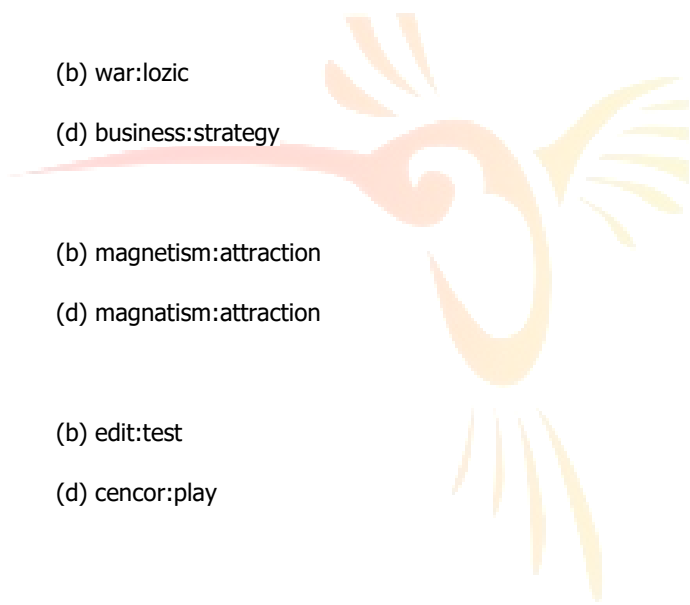 (b) war:lozic
(d) business:strategy
(b) magnetism:attraction
(d) magnatism:attraction
(b) edit:test
(d) cencor:play